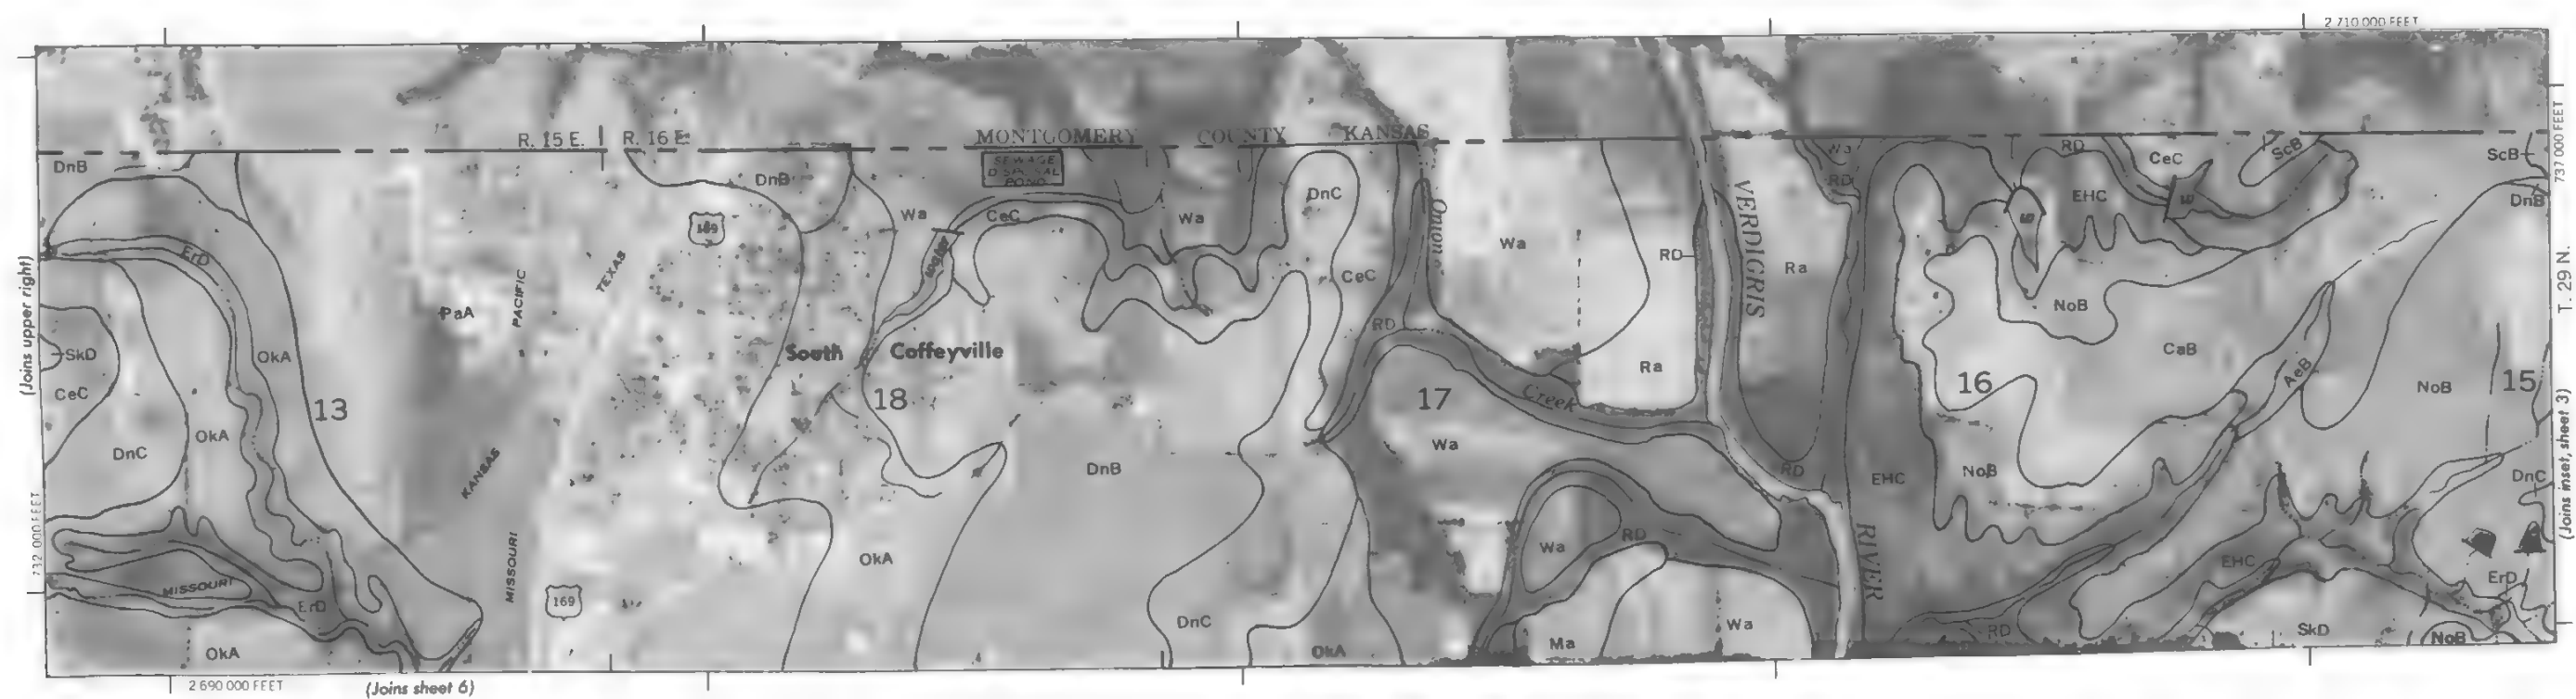 2 710 000 FEET
R. 15 E. R. 16 E.
MONTGOMERY COUNTY KANSAS
DnB
DnB
SEWAGE
DISPOSAL
POND
Wa
RD
RD
CeC
ScB
ScB
737 000 FEET
DnB
169
Wa
CeC
Wa
DnC
Onion
EHC
VERDIGRIS
ErD
Wa
RD
Ra
CeC
T. 29 N.
(Joins upper right)
PaA
PACIFIC
TEXAS
NoB
SkD
OkA
South Coffeyville
RD
Ra
CaB
AeB
CeC
13
18
17
Creek
16
NoB
15
(Joins inset, sheet 3)
OkA
DnC
KANSAS
DnB
Wa
RD
EHC
NoB
DnC
732 000 FEET
MISSOURI
MISSOURI
ErD
169
OkA
Wa
RD
RIVER
EHC
ErD
OkA
DnC
OkA
Ma
Wa
RD
SkD
NoB
2 690 000 FEET
(Joins sheet 6)